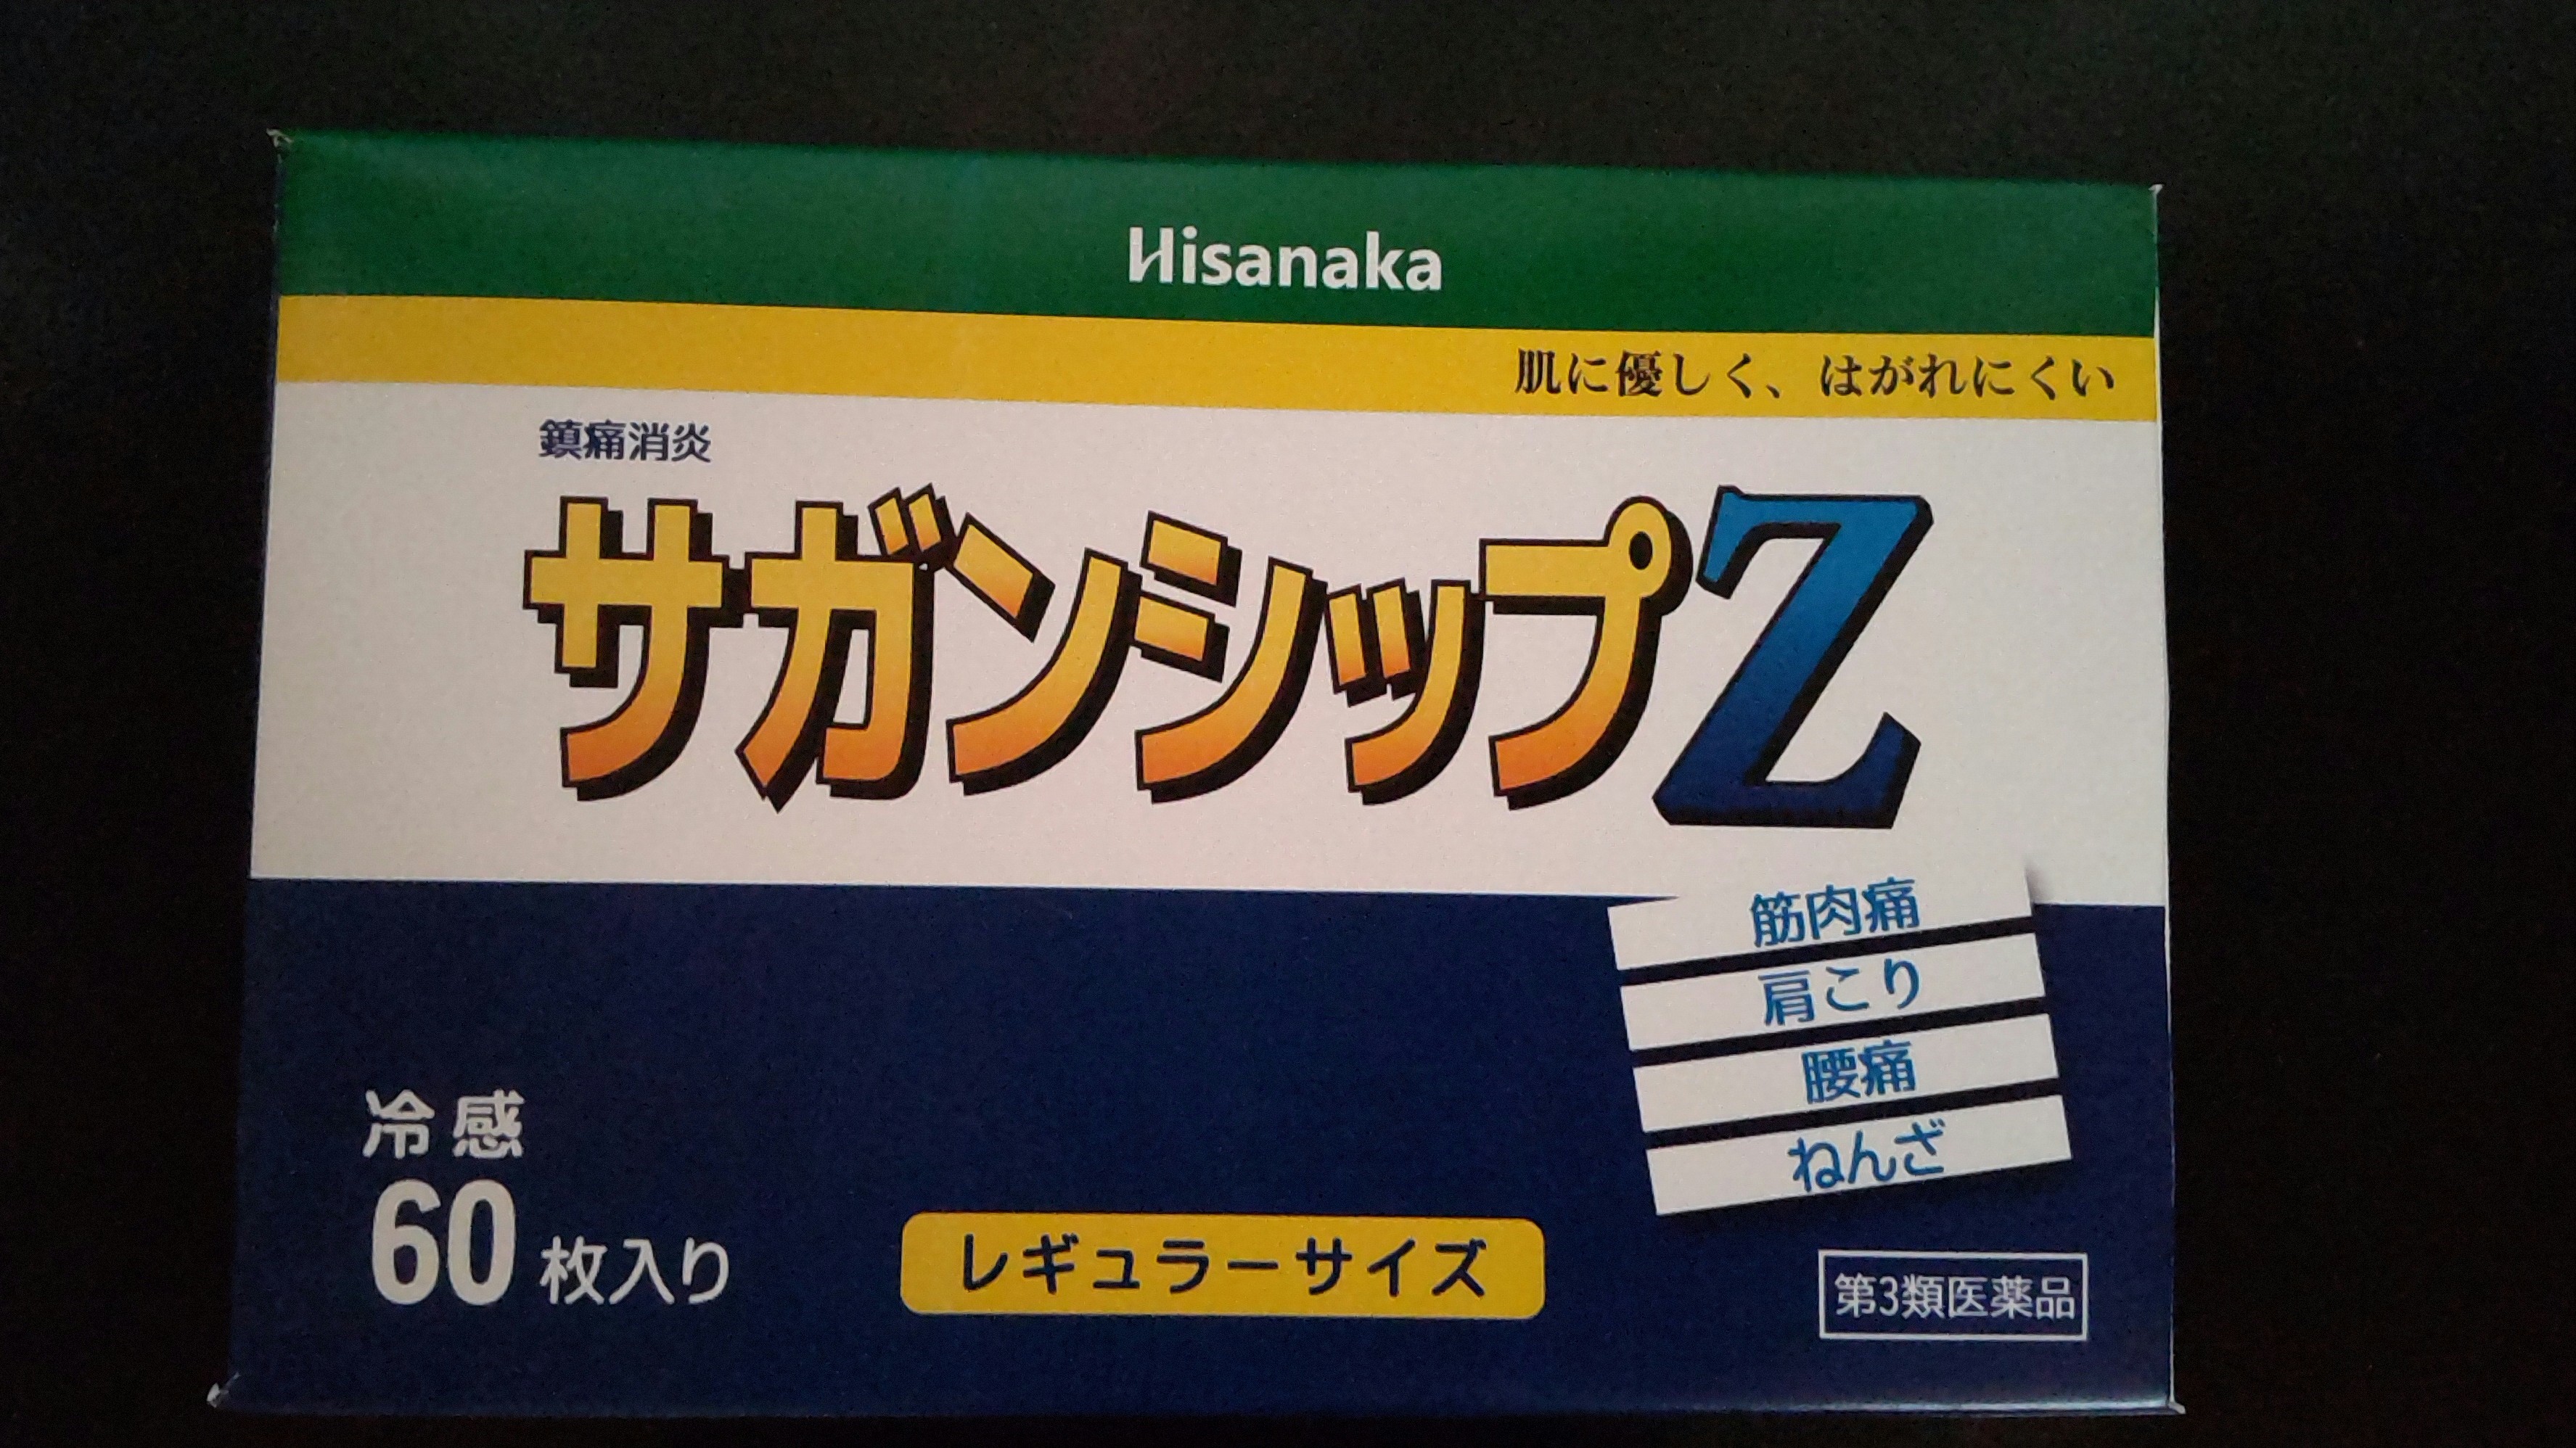 Hisanaka
肌に優しく、はがれにくい
鎮痛消炎
サガンシップZ
筋肉痛
肩こり
腰痛
ねんざ
冷感
60枚入り
レギュラーサイズ
第3類医薬品